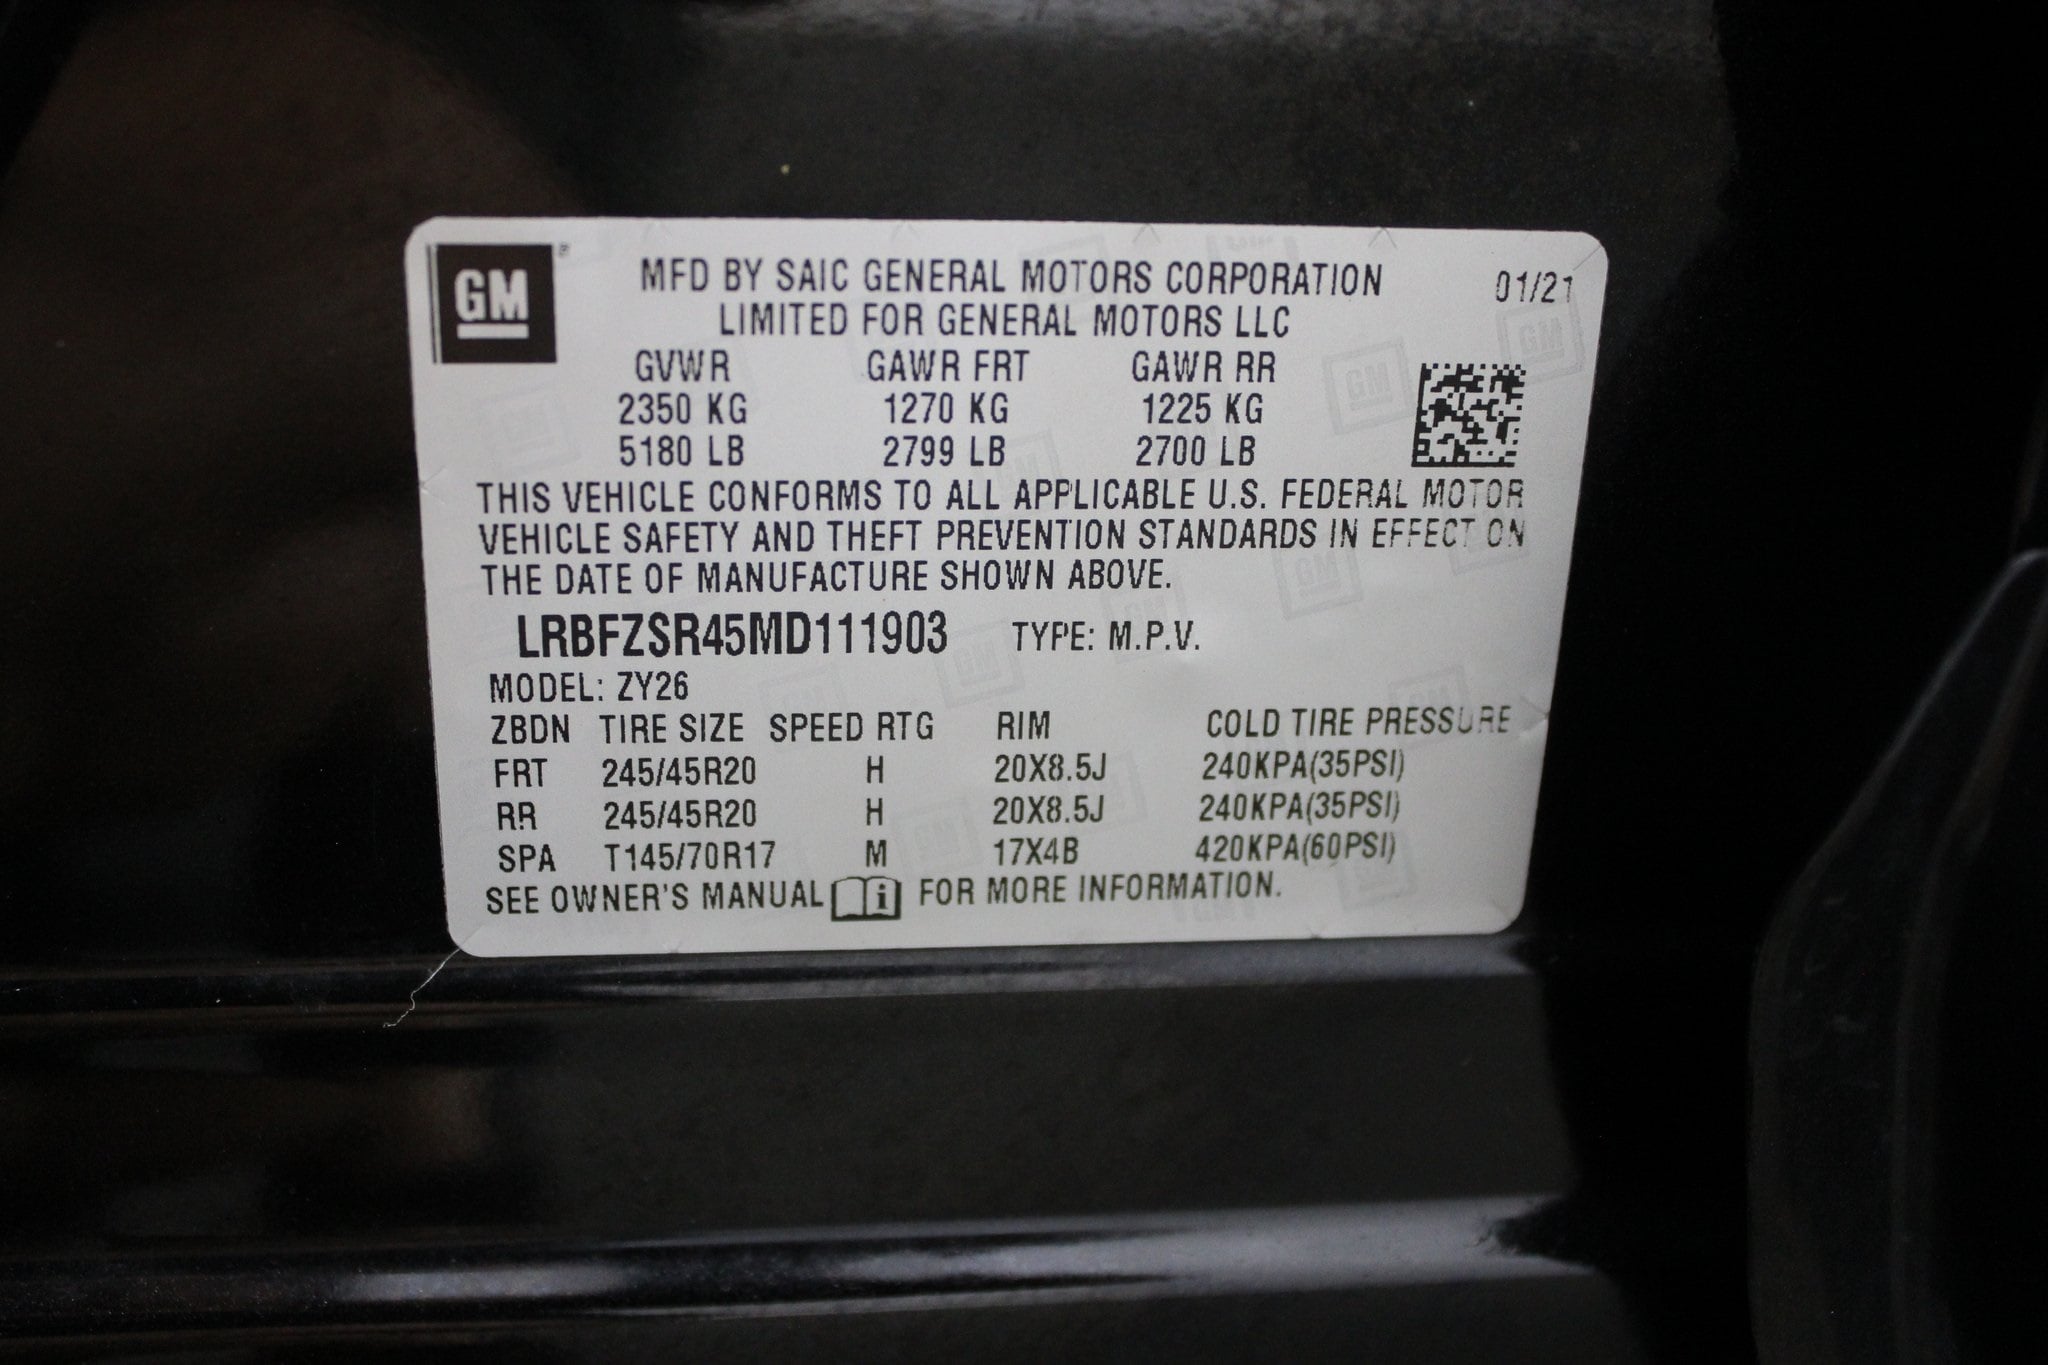 GM
MFD BY SAIC GENERAL MOTORS CORPORATION 01/21
LIMITED FOR GENERAL MOTORS LLC
GVWR GAWR FRT GAWR RR
2350 KG 1270 KG 1225 KG
5180 LB 2799 LB 2700 LB
THIS VEHICLE CONFORMS TO ALL APPLICABLE U.S. FEDERAL MOTOR
VEHICLE SAFETY AND THEFT PREVENTION STANDARDS IN EFFECT ON
THE DATE OF MANUFACTURE SHOWN ABOVE.
LRBFZSR45MD111903 TYPE: M.P.V.
MODEL: ZY26
ZBDN TIRE SIZE SPEED RTG RIM COLD TIRE PRESSURE
FRT 245/45R20 H 20X8.5J 240KPA(35PSI)
RR 245/45R20 H 20X8.5J 240KPA(35PSI)
SPA T145/70R17 M 17X4B 420KPA(60PSI)
SEE OWNER'S MANUAL i FOR MORE INFORMATION.